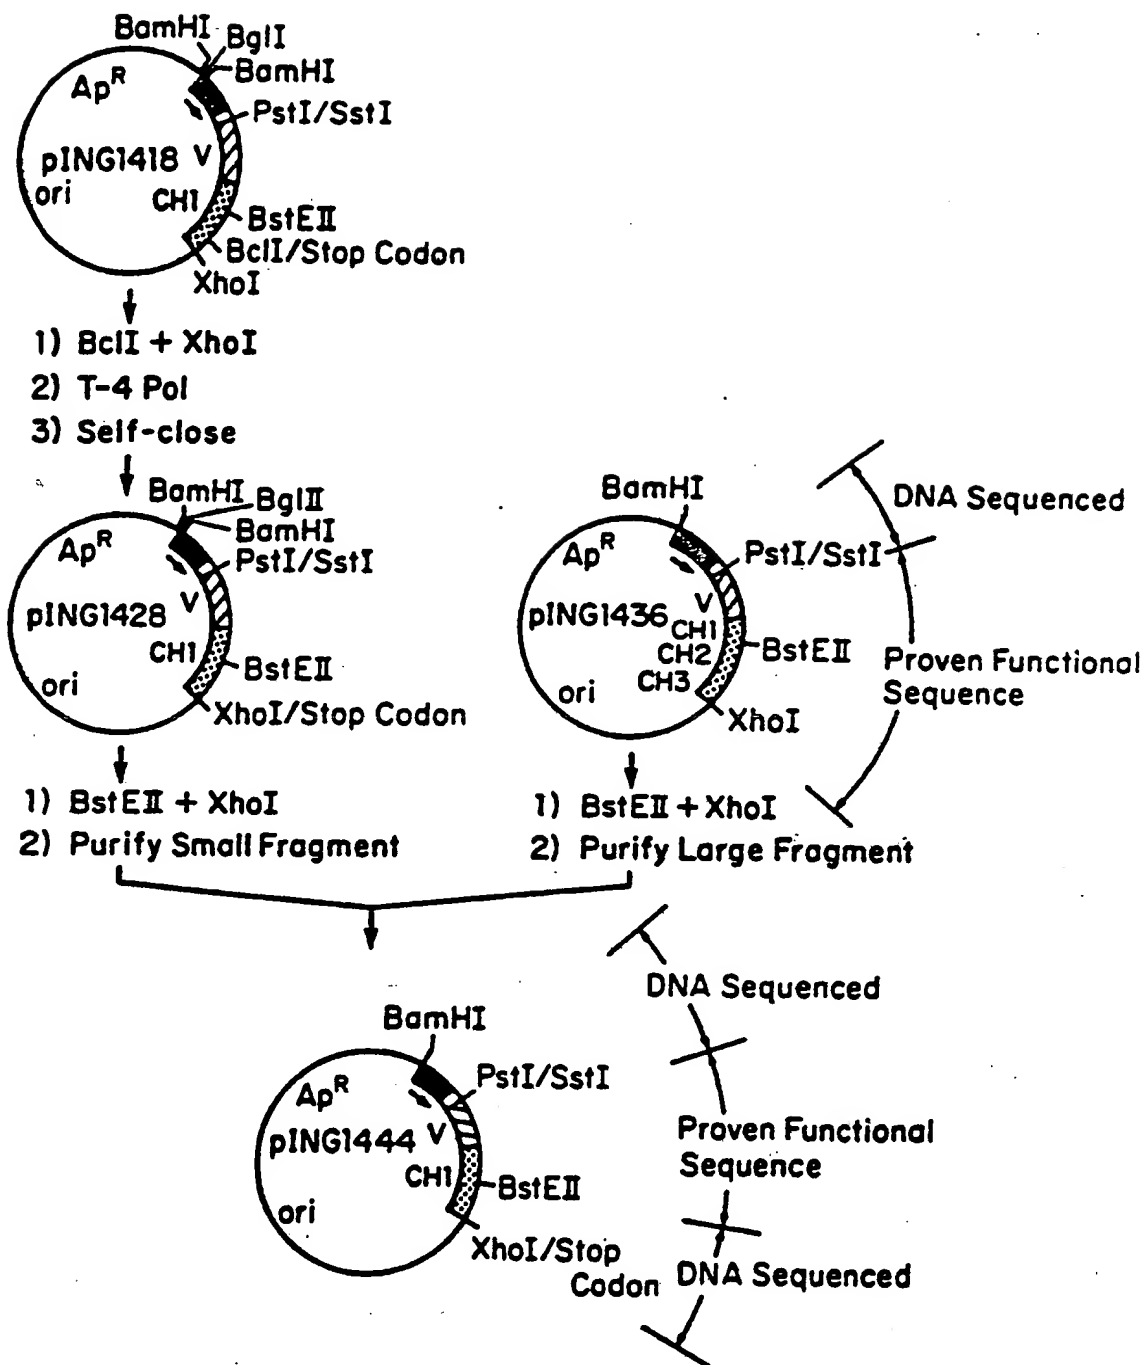 BamHI
BglI
BamHI
Ap^R
PstI/SstI
pING1418
V
ori
CH1
BstEII
BclI/Stop Codon
XhoI
1) BclI + XhoI
2) T-4 Pol
3) Self-close
BamHI
BglII
BamHI
Ap^R
PstI/SstI
V
pING1428
CH1
BstEII
ori
XhoI/Stop Codon
1) BstEII + XhoI
2) Purify Small Fragment
BamHI
Ap^R
PstI/SstI
V
pING1436
CH1
CH2
CH3
BstEII
ori
XhoI
DNA Sequenced
Proven Functional
Sequence
1) BstEII + XhoI
2) Purify Large Fragment
BamHI
Ap^R
PstI/SstI
pING1444
V
CH1
BstEII
ori
XhoI/Stop
Codon
DNA Sequenced
Proven Functional
Sequence
DNA Sequenced